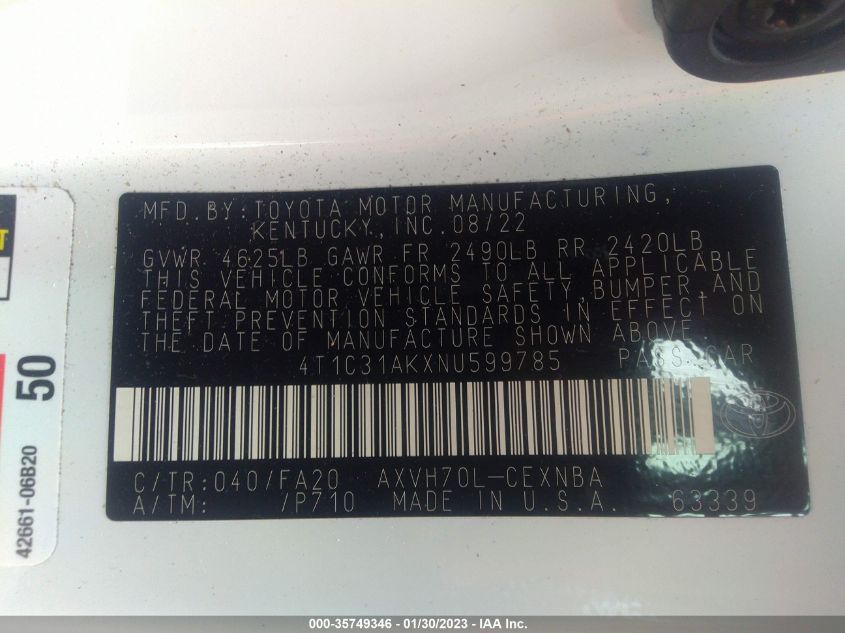 MFD. BY: TOYOTA MOTOR MANUFACTURING,
KENTUCKY, INC 08/22
GVWR 4625LB GAWR FR 2490LB RR 2420LB
THIS VEHICLE CONFORMS TO ALL APPLICABLE
FEDERAL MOTOR VEHICLE SAFETY, BUMPER, AND
THEFT PREVENTION STANDARDS IN EFFECT ON
THE DATE OF MANUFACTURE SHOWN ABOVE.
4T1C31AKXNU599785 PASS. CAR
C/TR: 040/FA20 AXVH70L-CEXNBA
A/TM: /P710 MADE IN U.S.A. 63339
50
42661-06B20
000-35749346 - 01/30/2023 - IAA Inc.